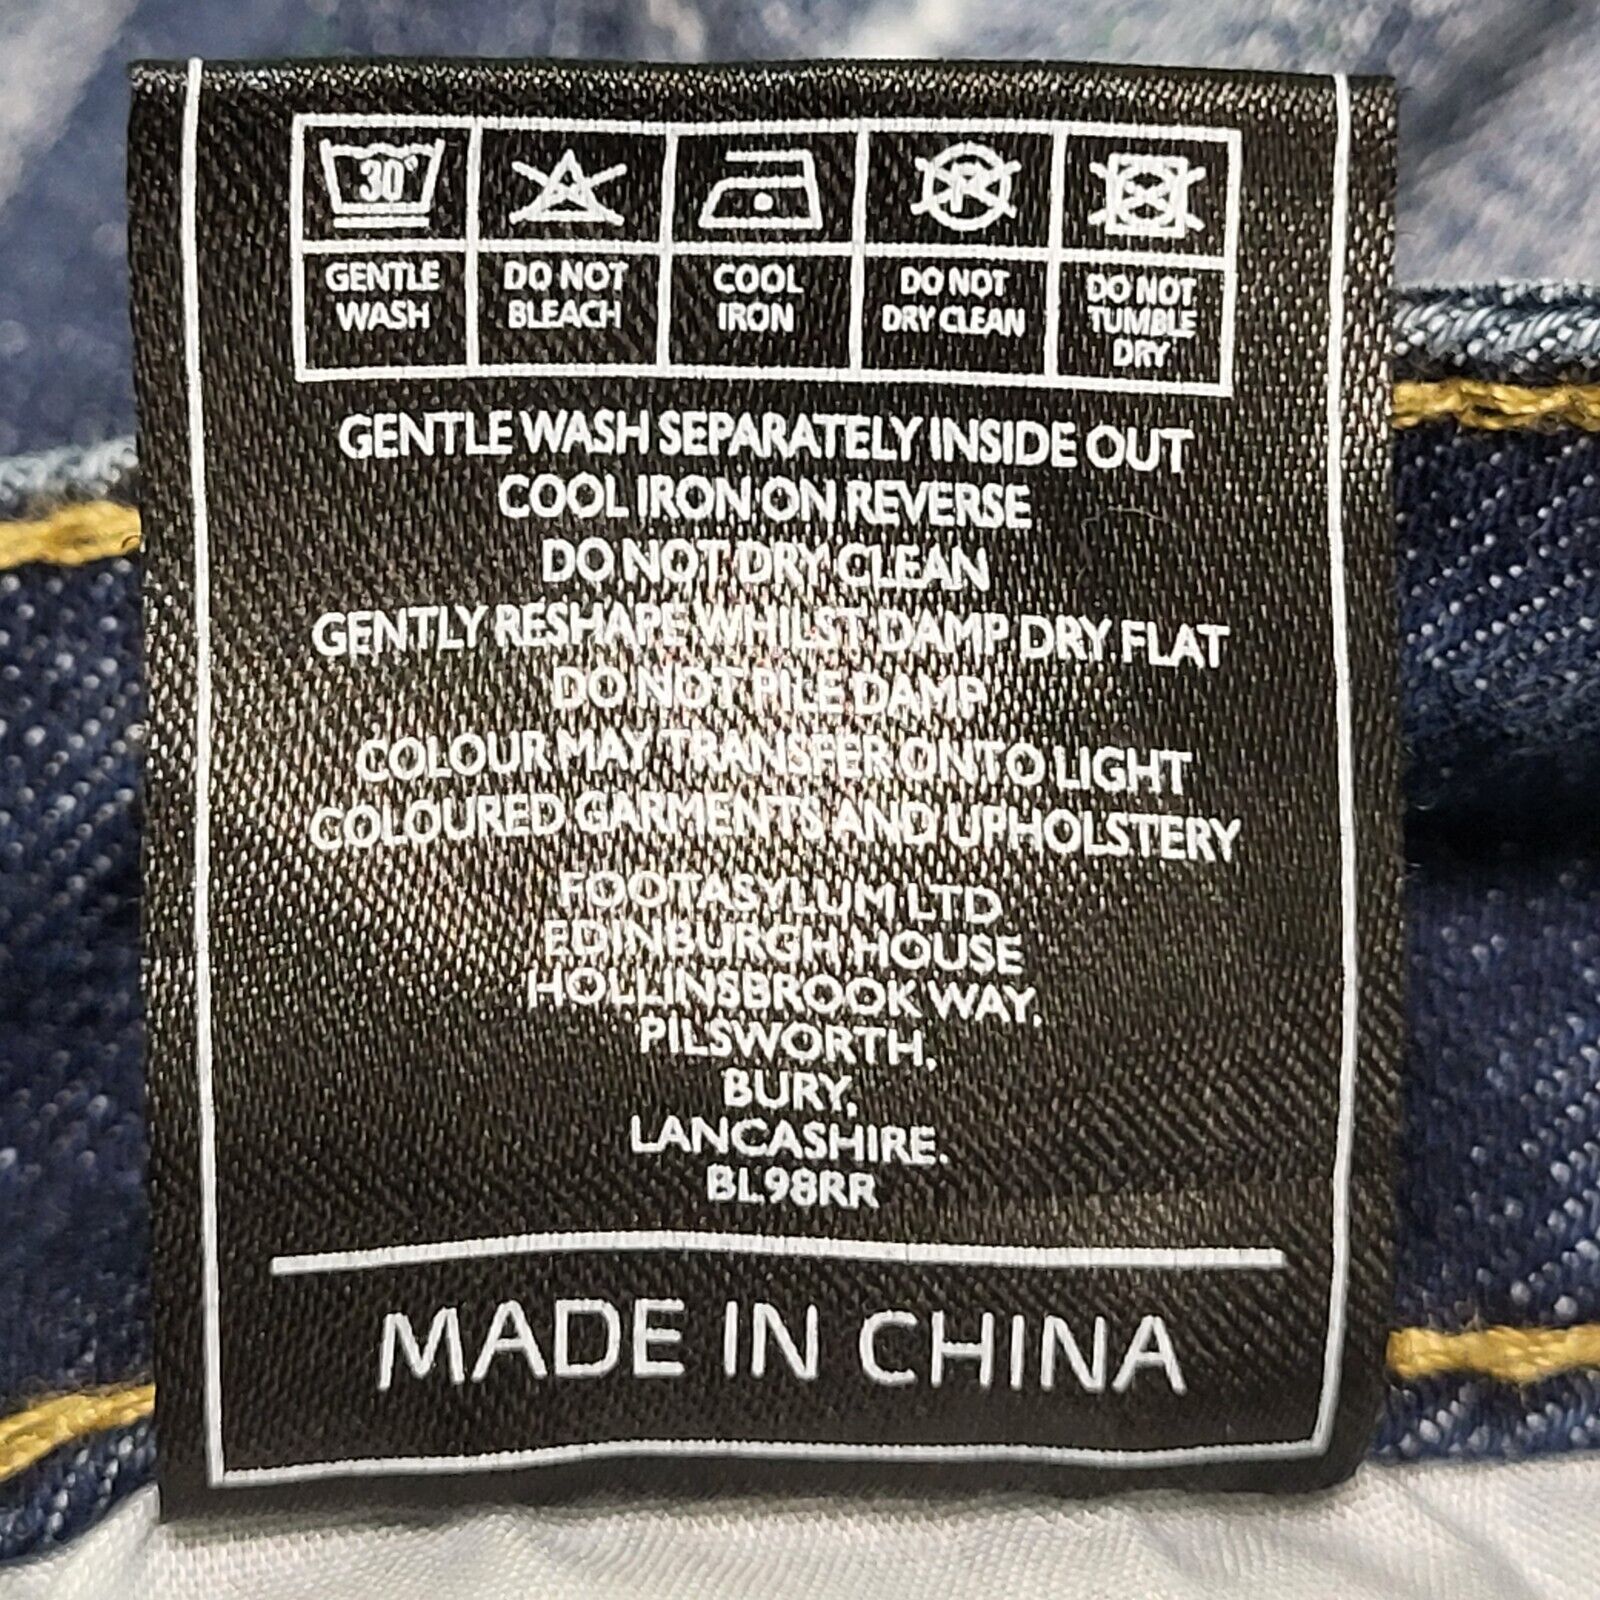 30°
GENTLE WASH
DO NOT BLEACH
COOL IRON
DO NOT DRY CLEAN
DO NOT TUMBLE DRY
GENTLE WASH SEPARATELY INSIDE OUT
COOL IRON ON REVERSE
DO NOT DRY CLEAN
GENTLY RESHAPE WHILST DAMP DRY FLAT
DO NOT PILE DAMP
COLOUR MAY TRANSFER ONTO LIGHT
COLOURED GARMENTS AND UPHOLSTERY
FOOTASYLUM LTD
EDINBURGH HOUSE
HOLLINSBROOK WAY,
PILSWORTH,
BURY,
LANCASHIRE.
BL98RR
MADE IN CHINA